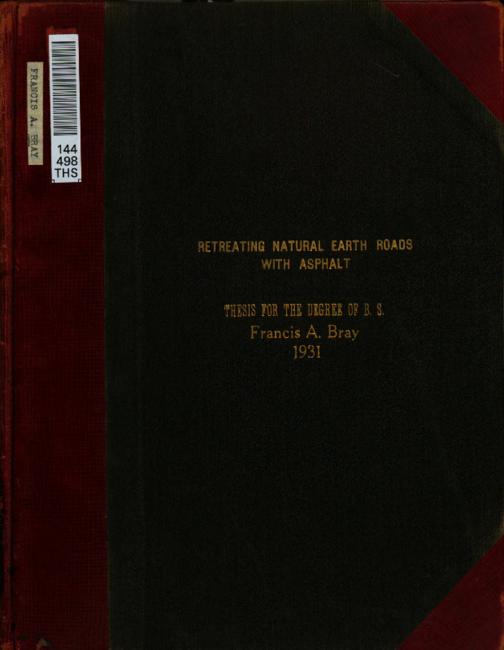 FRANCIS A. BRAY
144
498
THS
RETREATING NATURAL EARTH ROADS
WITH ASPHALT
THESIS FOR THE DEGREE OF B. S.
Francis A. Bray
1931